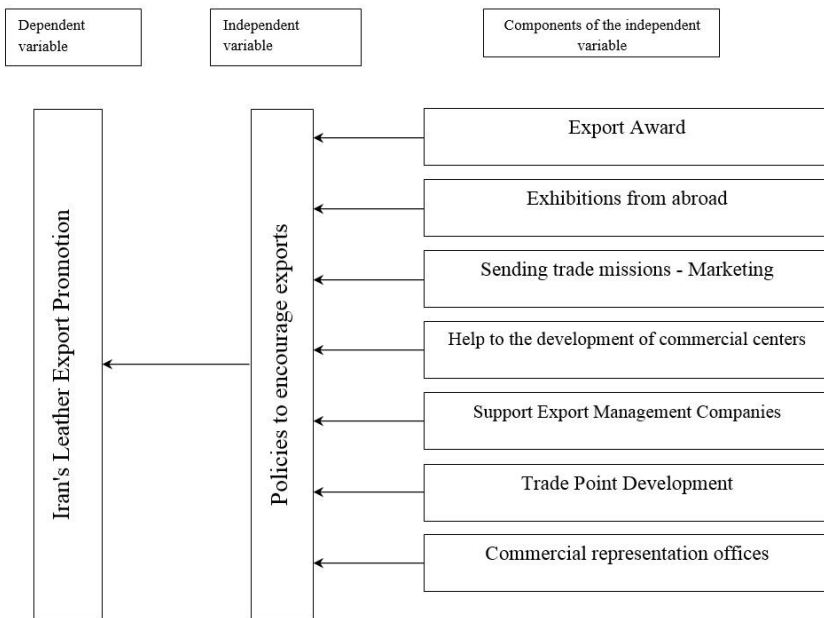 Dependent
variable
Independent
variable
Components of the independent
variable
Iran's Leather Export Promotion
Policies to encourage exports
Export Award
Exhibitions from abroad
Sending trade missions - Marketing
Help to the development of commercial centers
Support Export Management Companies
Trade Point Development
Commercial representation offices